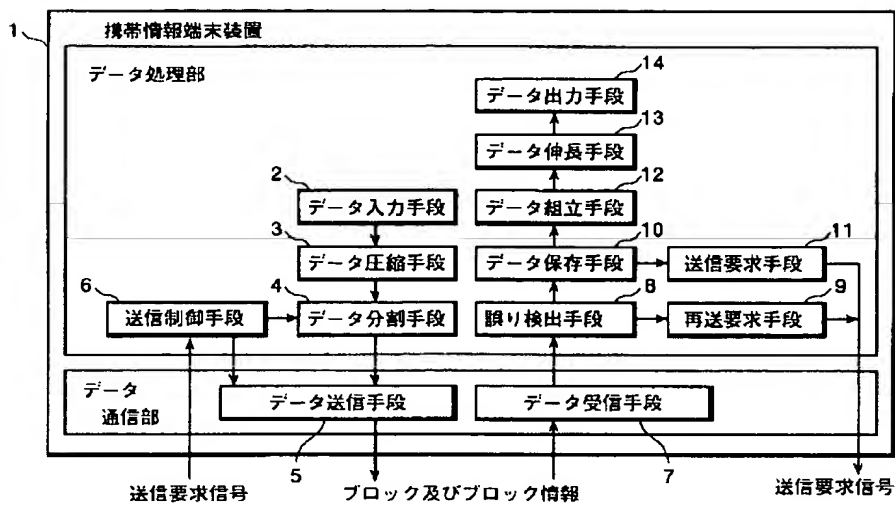 1
携帯情報端末装置
データ処理部
14
データ出力手段
13
データ伸長手段
2
12
データ入力手段
データ組立手段
3
10
11
データ圧縮手段
データ保存手段
送信要求手段
6
4
8
9
送信制御手段
データ分割手段
誤り検出手段
再送要求手段
データ
通信部
データ送信手段
データ受信手段
5
7
送信要求信号
ブロック及びブロック情報
送信要求信号